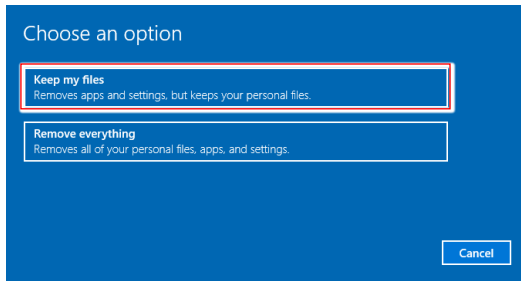 Choose an option
Keep my files
Removes apps and settings, but keeps your personal files.
Remove everything
Removes all of your personal files, apps, and settings.
Cancel